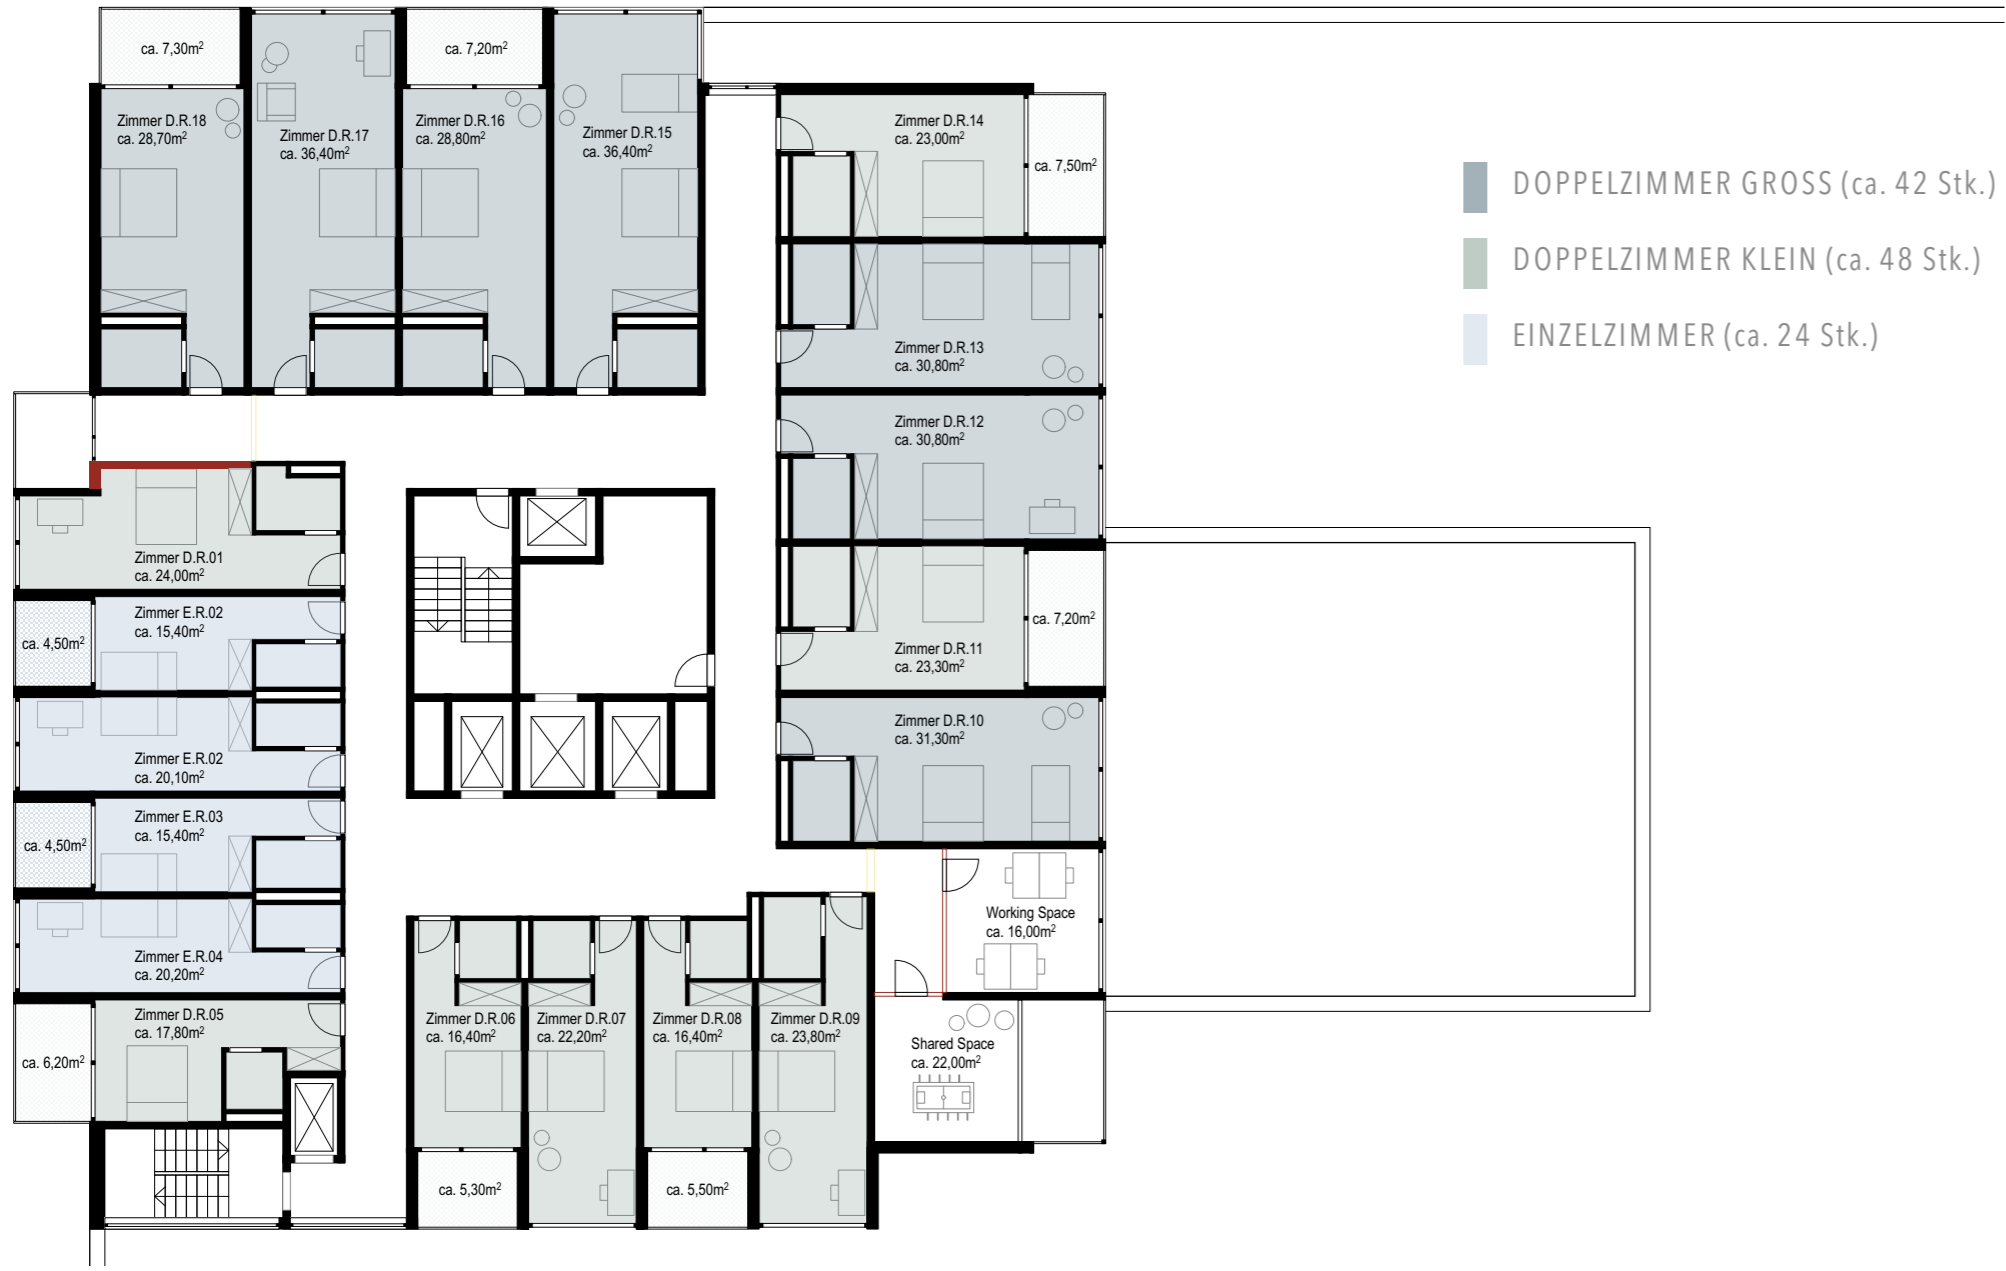 ca. 7,30m²
ca. 7,20m²
Zimmer D.R.18
ca. 28,70m²
Zimmer D.R.17
ca. 36,40m²
Zimmer D.R.16
ca. 28,80m²
Zimmer D.R.15
ca. 36,40m²
Zimmer D.R.14
ca. 23,00m²
ca. 7,50m²
DOPPELZIMMER GROSS (ca. 42 Stk.)
DOPPELZIMMER KLEIN (ca. 48 Stk.)
EINZELZIMMER (ca. 24 Stk.)
Zimmer D.R.13
ca. 30,80m²
Zimmer D.R.12
ca. 30,80m²
Zimmer D.R.01
ca. 24,00m²
Zimmer E.R.02
ca. 15,40m²
ca. 4,50m²
ca. 7,20m²
Zimmer D.R.11
ca. 23,30m²
Zimmer D.R.10
ca. 31,30m²
Zimmer E.R.02
ca. 20,10m²
Zimmer E.R.03
ca. 15,40m²
ca. 4,50m²
Working Space
ca. 16,00m²
Zimmer E.R.04
ca. 20,20m²
Zimmer D.R.05
ca. 17,80m²
ca. 6,20m²
Zimmer D.R.06
ca. 16,40m²
Zimmer D.R.07
ca. 22,20m²
Zimmer D.R.08
ca. 16,40m²
Zimmer D.R.09
ca. 23,80m²
Shared Space
ca. 22,00m²
ca. 5,30m²
ca. 5,50m²